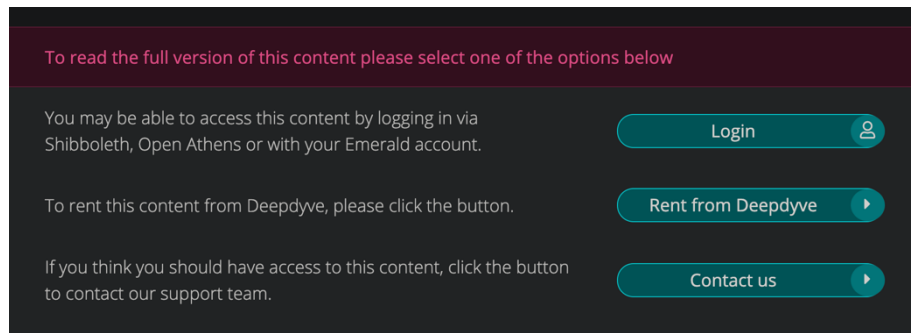 To read the full version of this content please select one of the options below
You may be able to access this content by logging in via
Shibboleth, Open Athens or with your Emerald account.
Login
To rent this content from Deepdyve, please click the button.
Rent from Deepdyve
If you think you should have access to this content, click the button
to contact our support team.
Contact us